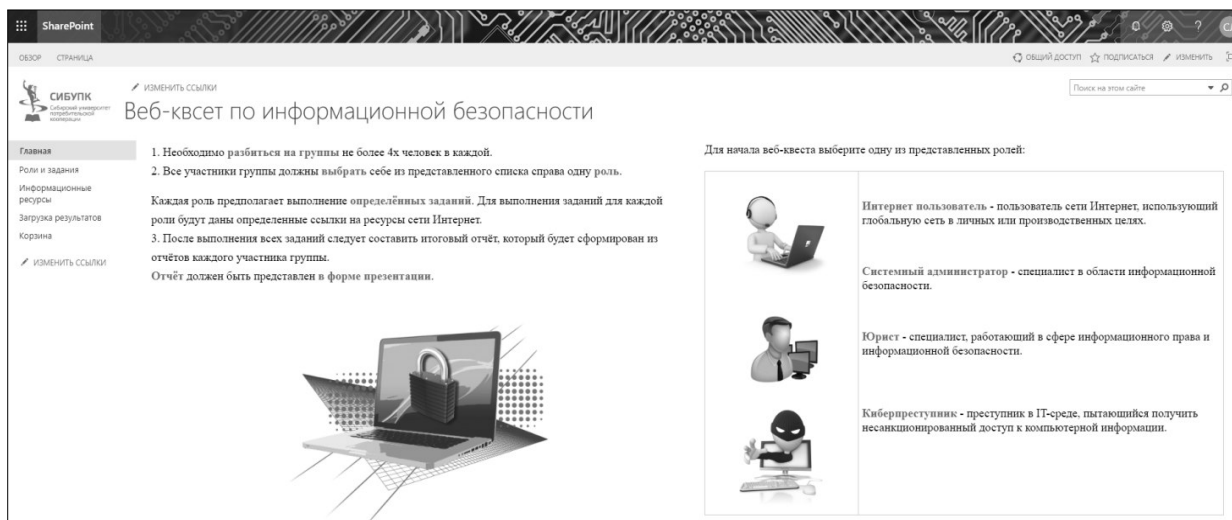 SharePoint
ОБЗОР СТРАНИЦА
ОБЩИЙ ДОСТУП ПОДПИСАТЬСЯ ИЗМЕНИТЬ
СИБУПК
Сибирский университет
потребительской
кооперации
ИЗМЕНИТЬ ССЫЛКИ
Веб-квсет по информационной безопасности
Поиск на этом сайте
Главная
Роли и задания
Информационные
ресурсы
Загрузка результатов
Корзина
ИЗМЕНИТЬ ССЫЛКИ
1. Необходимо разбиться на группы не более 4х человек в каждой.
2. Все участники группы должны выбрать себе из представленного списка справа одну роль.
Каждая роль предполагает выполнение определённых заданий. Для выполнения заданий для каждой
роли будут даны определенные ссылки на ресурсы сети Интернет.
3. После выполнения всех заданий следует составить итоговый отчёт, который будет сформирован из
отчётов каждого участника группы.
Отчёт должен быть представлен в форме презентации.
Для начала веб-квеста выберите одну из представленных ролей:
Интернет пользователь - пользователь сети Интернет, использующий
глобальную сеть в личных или производственных целях.
Системный администратор - специалист в области информационной
безопасности.
Юрист - специалист, работающий в сфере информационного права и
информационной безопасности.
Киберпреступник - преступник в IT-среде, пытающийся получить
несанкционированный доступ к компьютерной информации.